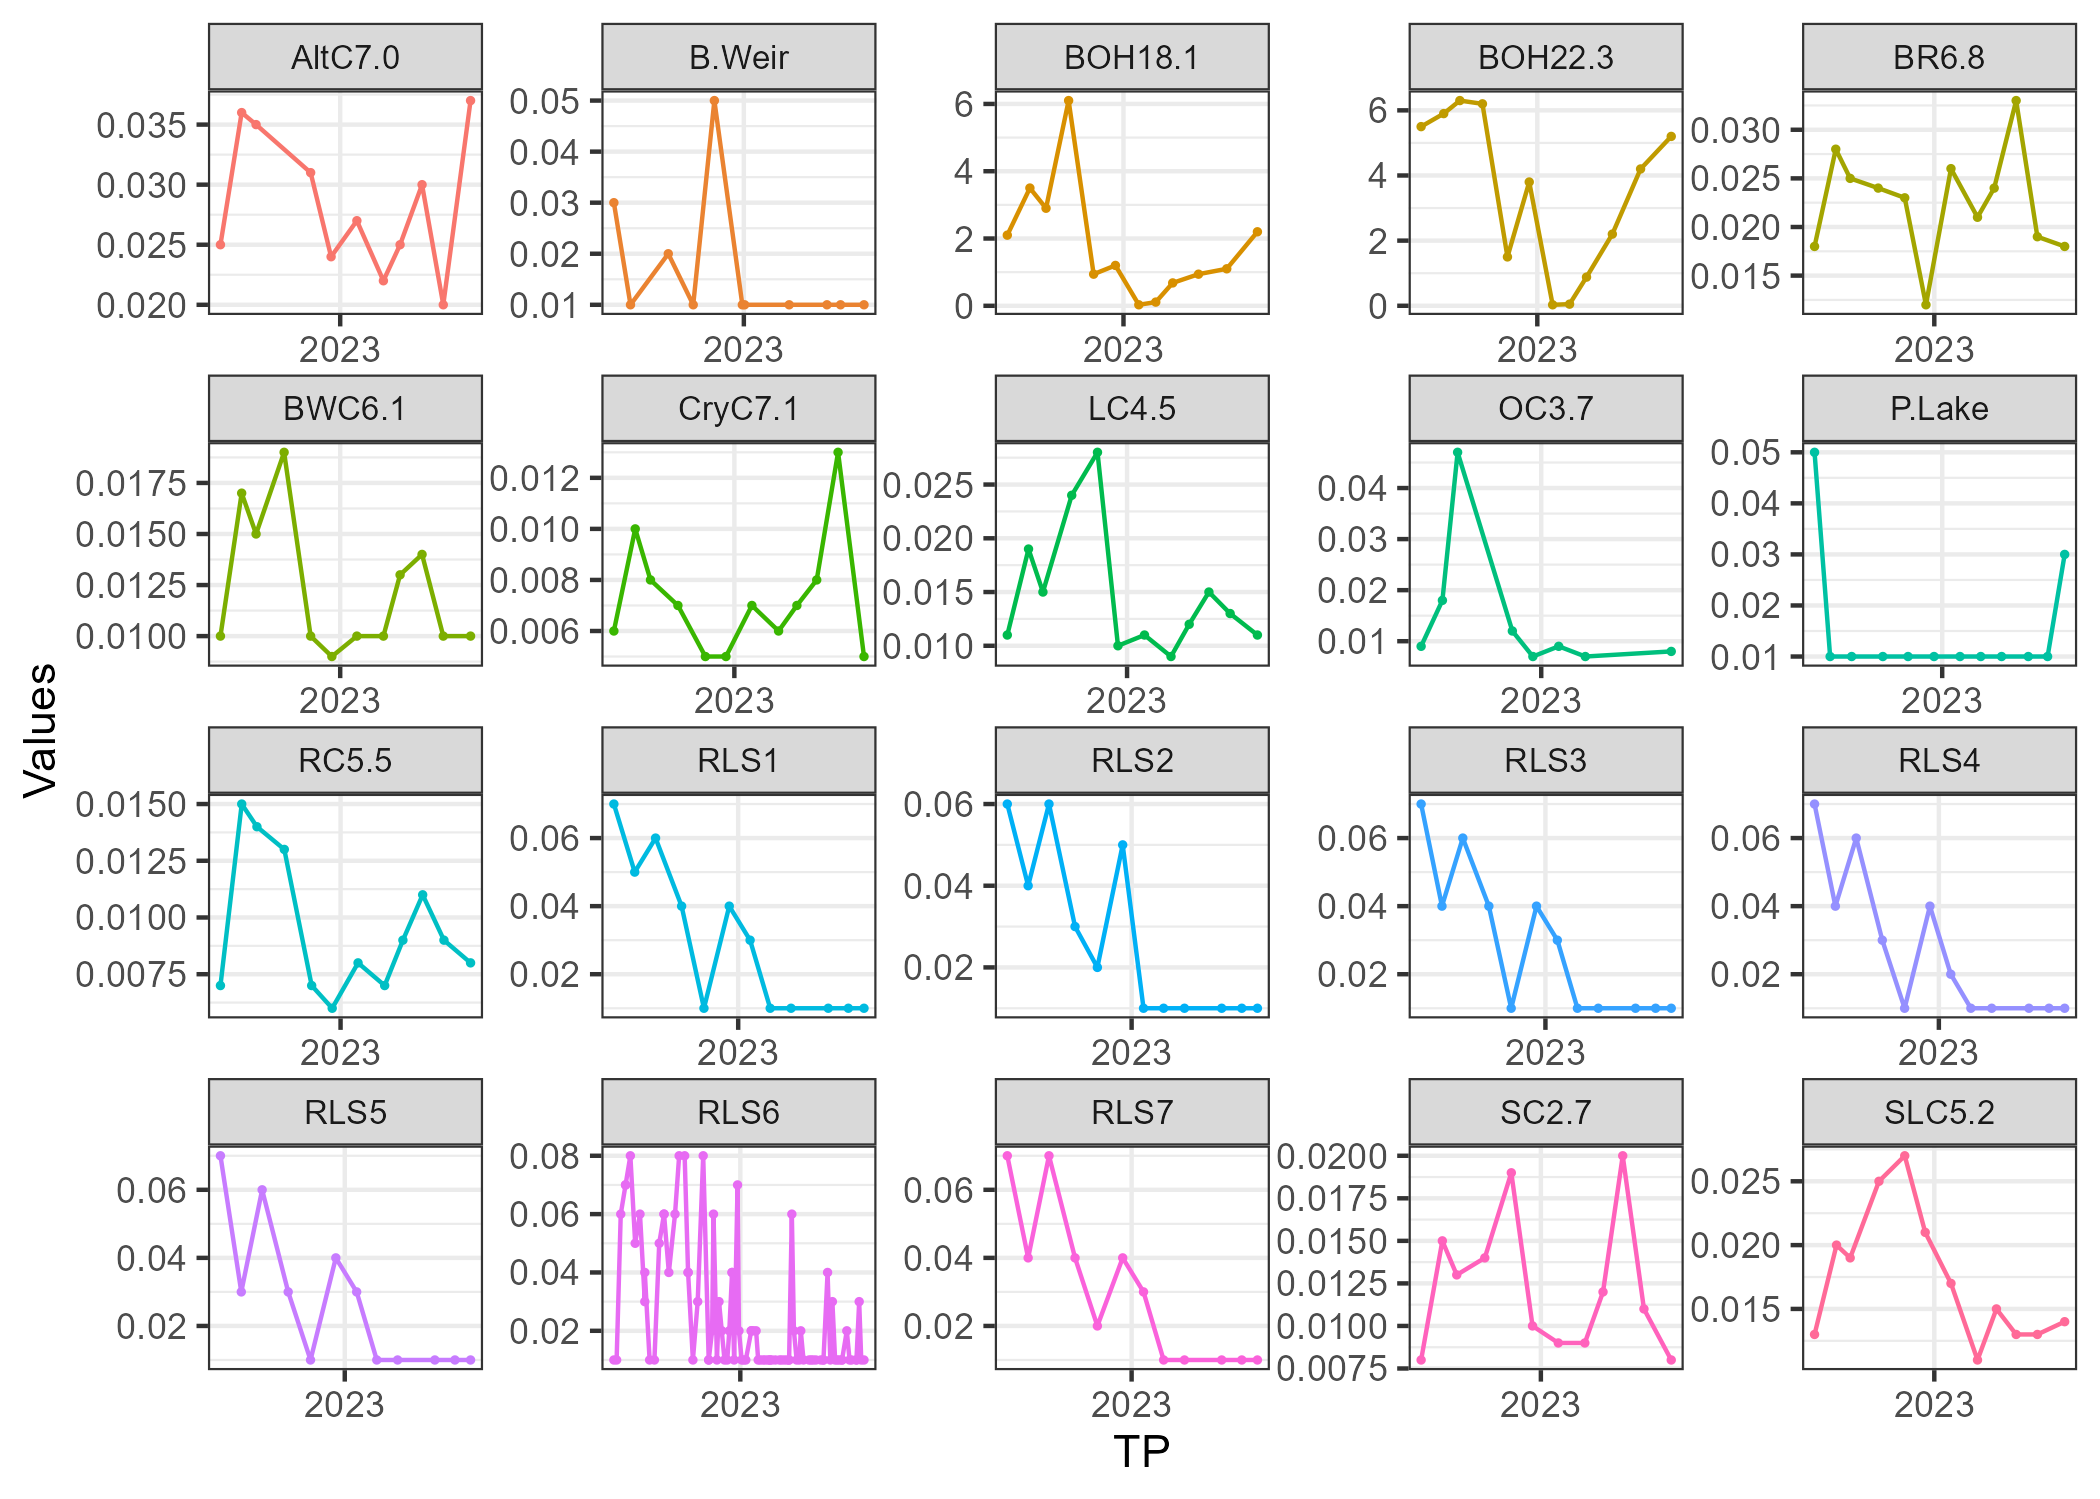 AltC7.0 B.Weir BOH18.1 BOH22.3 BR6.8
0.035 0.030 0.025 0.020
0.05 0.04 0.03 0.02 0.01
6 4 2 0
6 4 2 0
0.030 0.025 0.020 0.015
2023 2023 2023 2023 2023
BWC6.1 CryC7.1 LC4.5 OC3.7 P.Lake
0.0175 0.0150 0.0125 0.0100
0.012 0.010 0.008 0.006
0.025 0.020 0.015 0.010
0.04 0.03 0.02 0.01
0.05 0.04 0.03 0.02 0.01
2023 2023 2023 2023 2023
Values
RC5.5 RLS1 RLS2 RLS3 RLS4
0.0150 0.0125 0.0100 0.0075
0.06 0.04 0.02
0.06 0.04 0.02
0.06 0.04 0.02
0.06 0.04 0.02
2023 2023 2023 2023 2023
RLS5 RLS6 RLS7 SC2.7 SLC5.2
0.06 0.04 0.02
0.08 0.06 0.04 0.02
0.06 0.04 0.02
0.0200 0.0175 0.0150 0.0125 0.0100 0.0075
0.025 0.020 0.015
2023 2023 2023 2023 2023
TP